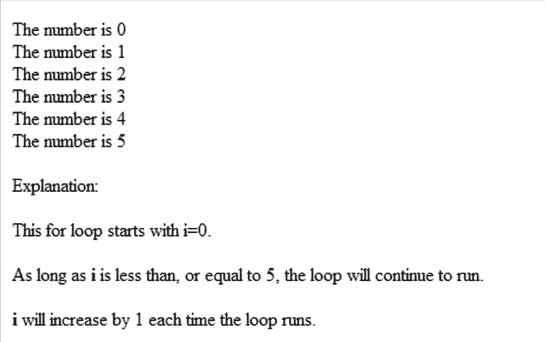 The number is 0
The number is 1
The number is 2
The number is 3
The number is 4
The number is 5
Explanation:
This for loop starts with i=0.
As long as i is less than, or equal to 5, the loop will continue to run.
i will increase by 1 each time the loop runs.